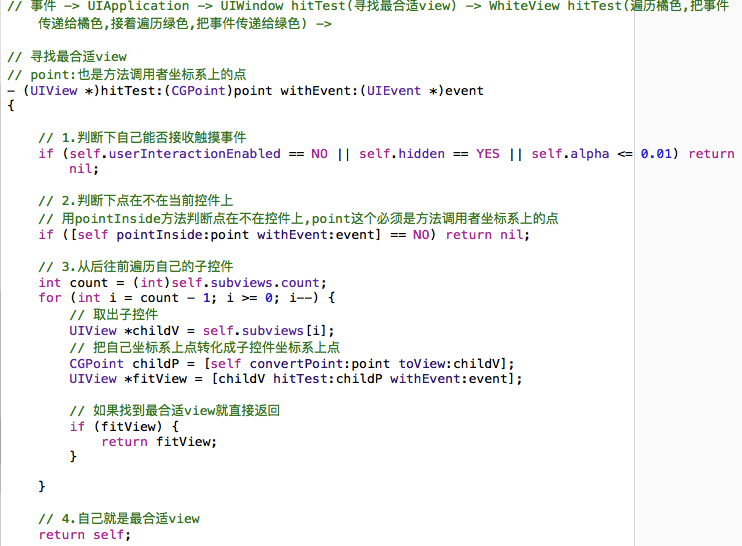 // 事件 –> UIApplication –> UIWindow hitTest(寻找最合适view) –> WhiteView hitTest(遍历橘色,把事件
传递给橘色,接着遍历绿色,把事件传递给绿色) –>
// 寻找最合适view
// point:也是方法调用者坐标系上的点
- (UIView *)hitTest:(CGPoint)point withEvent:(UIEvent *)event
{
// 1.判断下自己能否接收触摸事件
if (self.userInteractionEnabled == NO || self.hidden == YES || self.alpha <= 0.01) return
nil;
// 2.判断下点在不在当前控件上
// 用pointInside方法判断点在不在控件上,point这个必须是方法调用者坐标系上的点
if ([self pointInside:point withEvent:event] == NO) return nil;
// 3.从后往前遍历自己的子控件
int count = (int)self.subviews.count;
for (int i = count - 1; i >= 0; i--) {
// 取出子控件
UIView *childV = self.subviews[i];
// 把自己坐标系上点转化成子控件坐标系上点
CGPoint childP = [self convertPoint:point toView:childV];
UIView *fitView = [childV hitTest:childP withEvent:event];
// 如果找到最合适view就直接返回
if (fitView) {
return fitView;
}
}
// 4.自己就是最合适view
return self;